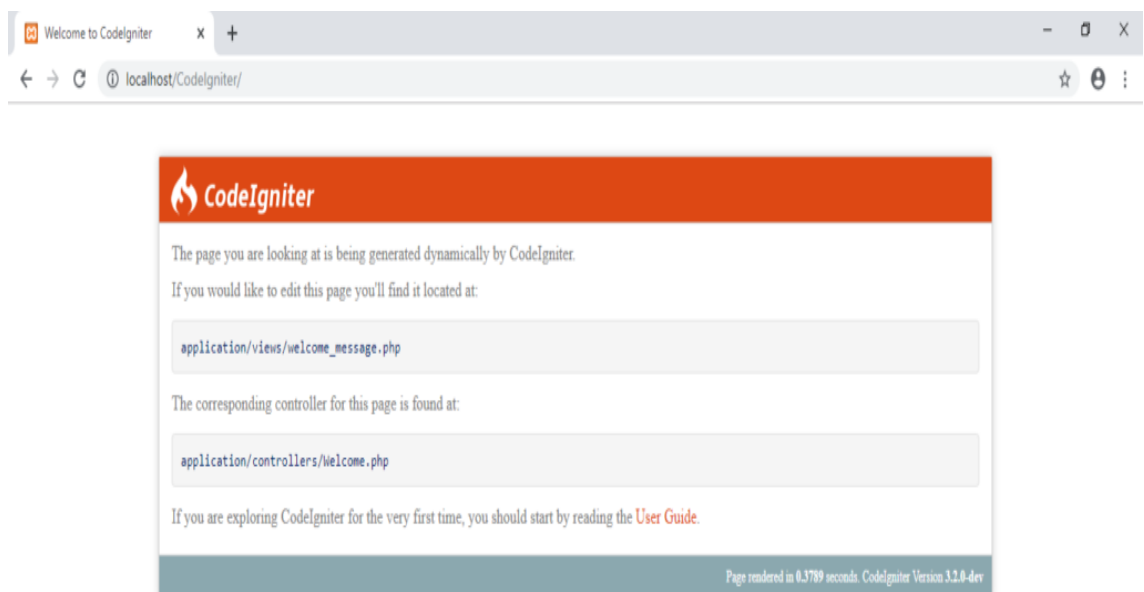 Welcome to CodeIgniter
localhost/CodeIgniter/
CodeIgniter
The page you are looking at is being generated dynamically by CodeIgniter.
If you would like to edit this page you'll find it located at:
application/views/welcome_message.php
The corresponding controller for this page is found at:
application/controllers/Welcome.php
If you are exploring CodeIgniter for the very first time, you should start by reading the User Guide.
Page rendered in 0.3789 seconds. CodeIgniter Version 3.2.0-dev